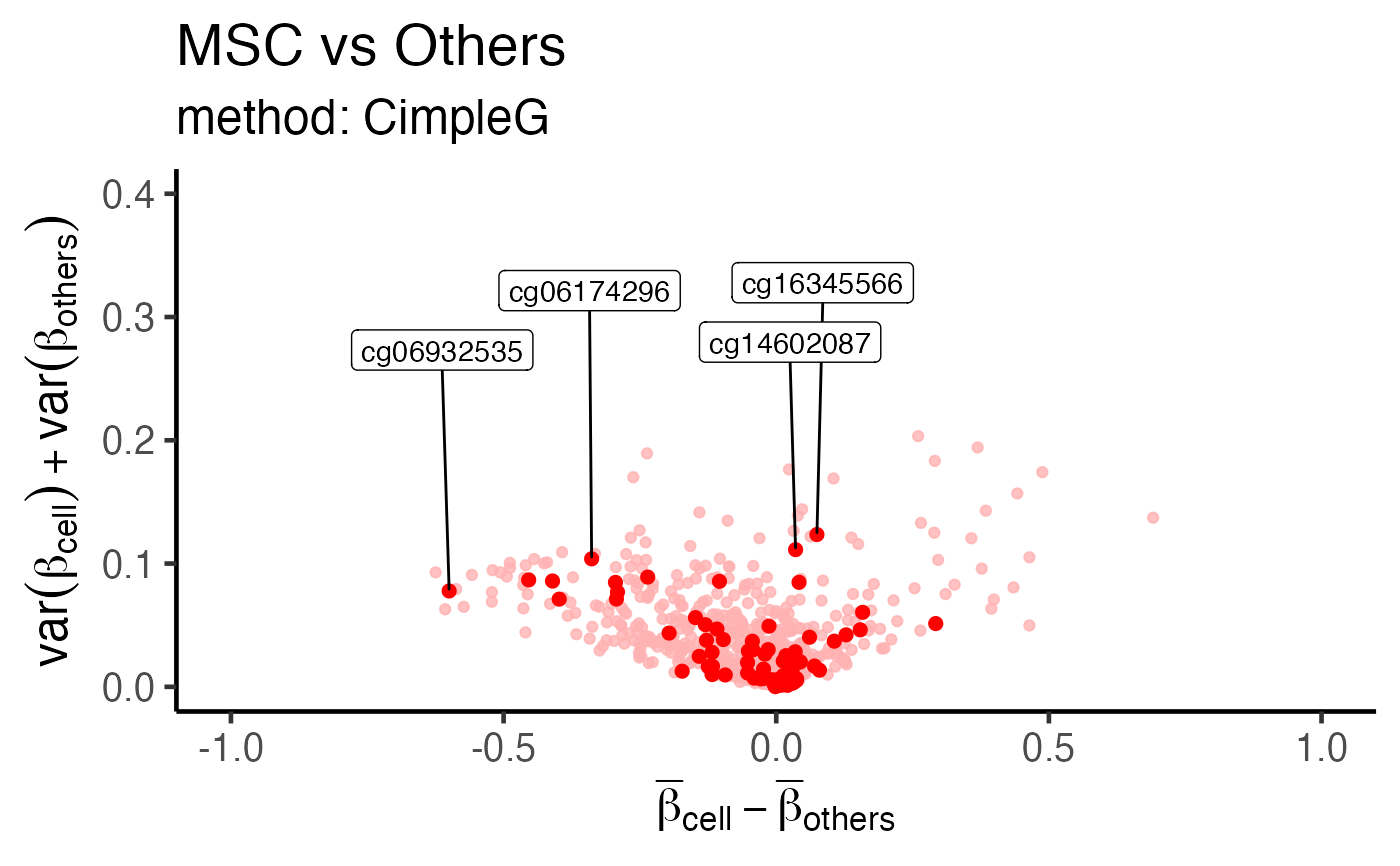 MSC vs Others
method: CimpleG
var(βcell) + var(βothers)
0.4
0.3
0.2
0.1
0.0
cg16345566
cg06174296
cg14602087
cg06932535
-1.0 -0.5 0.0 0.5 1.0
β̅cell − β̅others